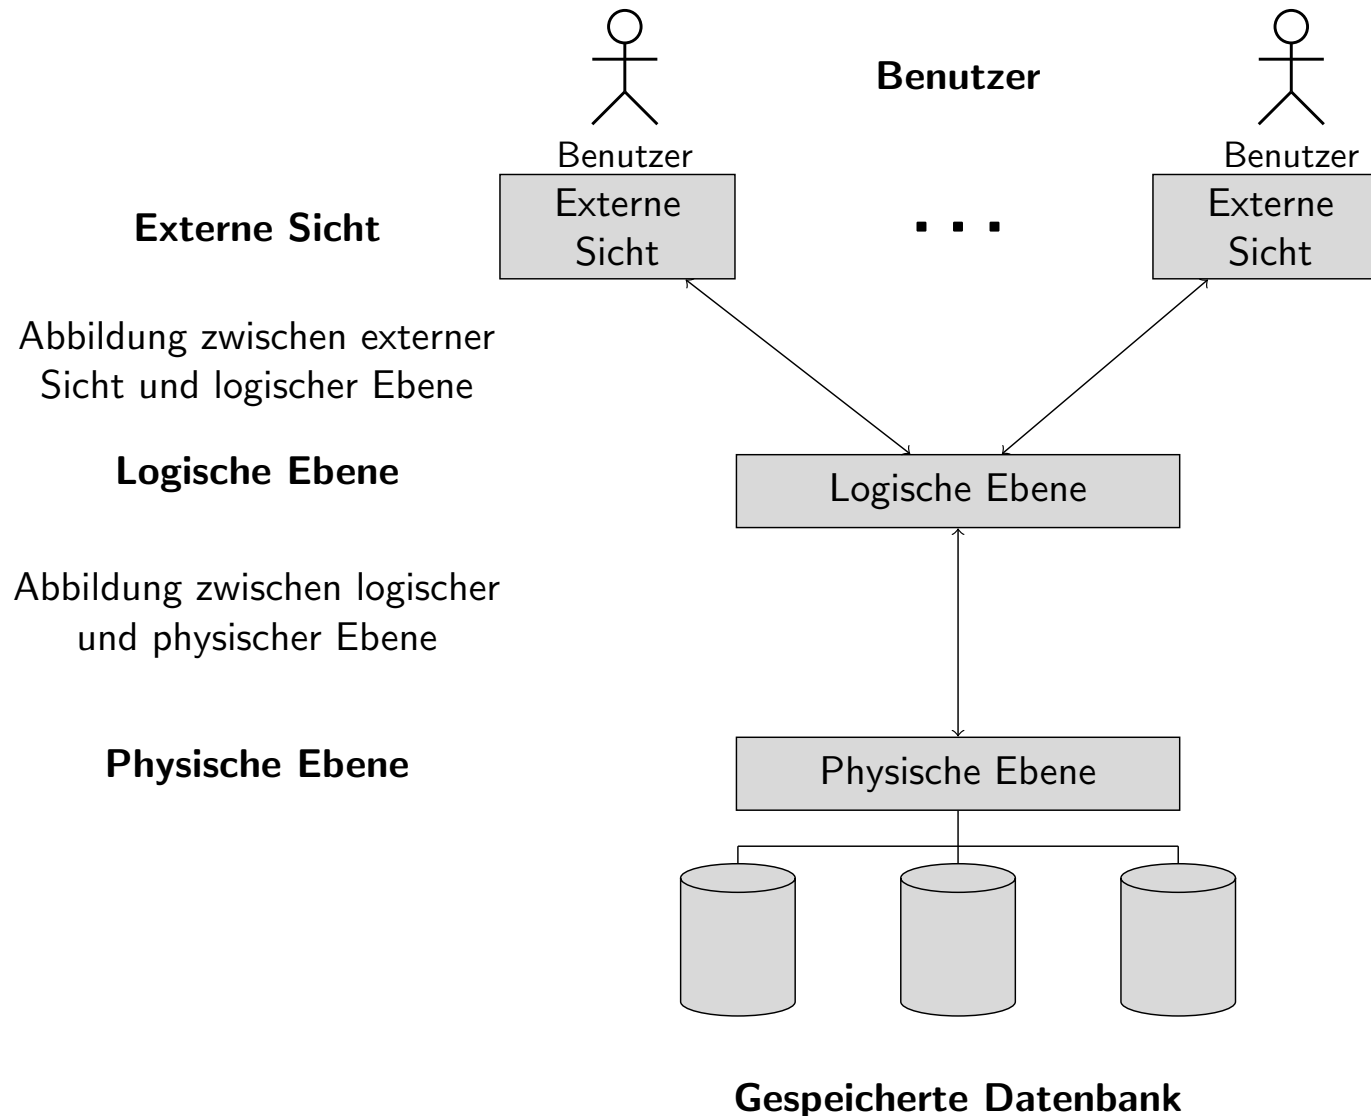 Benutzer
Benutzer
Benutzer
Externe Sicht
Externe
Sicht
. . .
Externe
Sicht
Abbildung zwischen externer
Sicht und logischer Ebene
Logische Ebene
Logische Ebene
Abbildung zwischen logischer
und physischer Ebene
Physische Ebene
Physische Ebene
Gespeicherte Datenbank